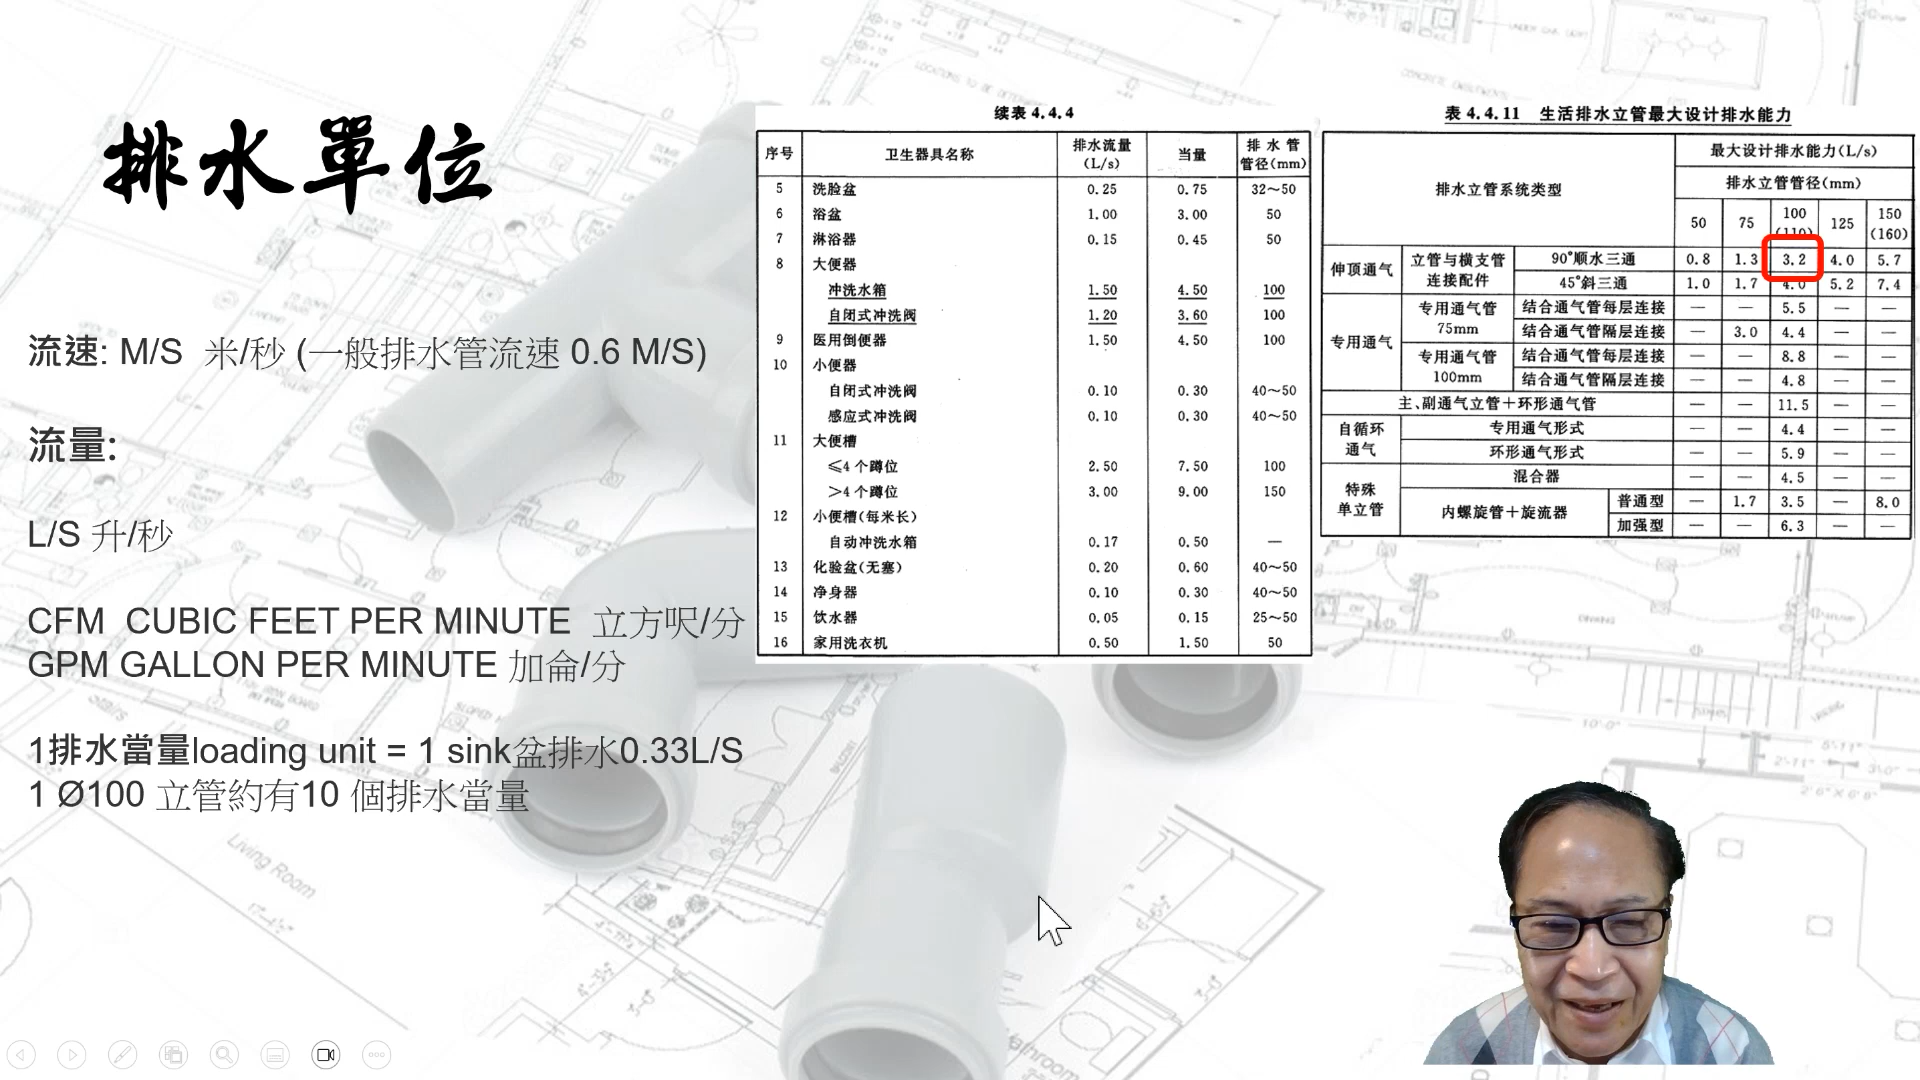 排水單位
流速: M/S 米/秒 (一般排水管流速 0.6 M/S)
流量:
L/S 升/秒
CFM CUBIC FEET PER MINUTE 立方呎/分
GPM GALLON PER MINUTE 加侖/分
1排水當量loading unit = 1 sink盆排水0.33L/S
1 Ø100 立管約有10 個排水當量
续表 4.4.4
序号 卫生器具名称 排水流量(L/s) 当量 排水管管径(mm)
5 洗脸盆 0.25 0.75 32~50
6 浴盆 1.00 3.00 50
7 淋浴器 0.15 0.45 50
8 大便器
冲洗水箱 1.50 4.50 100
自闭式冲洗阀 1.20 3.60 100
9 医用倒便器 1.50 4.50 100
10 小便器
自闭式冲洗阀 0.10 0.30 40~50
感应式冲洗阀 0.10 0.30 40~50
11 大便槽
≤4 个蹲位 2.50 7.50 100
>4 个蹲位 3.00 9.00 150
12 小便槽(每米长)
自动冲洗水箱 0.17 0.50 —
13 化验盆(无塞) 0.20 0.60 40~50
14 净身器 0.10 0.30 40~50
15 饮水器 0.05 0.15 25~50
16 家用洗衣机 0.50 1.50 50
表 4.4.11 生活排水立管最大设计排水能力
排水立管系统类型 最大设计排水能力(L/s)
排水立管管径(mm)
50 75 100(110) 125 150(160)
伸顶通气 立管与横支管连接配件 90°顺水三通 0.8 1.3 3.2 4.0 5.7
45°斜三通 1.0 1.7 4.0 5.2 7.4
专用通气 专用通气管75mm 结合通气管每层连接 — — 5.5 — —
结合通气管隔层连接 — 3.0 4.4 — —
专用通气管100mm 结合通气管每层连接 — — 8.8 — —
结合通气管隔层连接 — — 4.8 — —
主、副通气立管+环形通气管 — — 11.5 — —
自循环通气 专用通气形式 — — 4.4 — —
环形通气形式 — — 5.9 — —
特殊单立管 混合器 — — 4.5 — —
内螺旋管+旋流器 普通型 — 1.7 3.5 — 8.0
加强型 — — 6.3 — —
Living Room
stairs